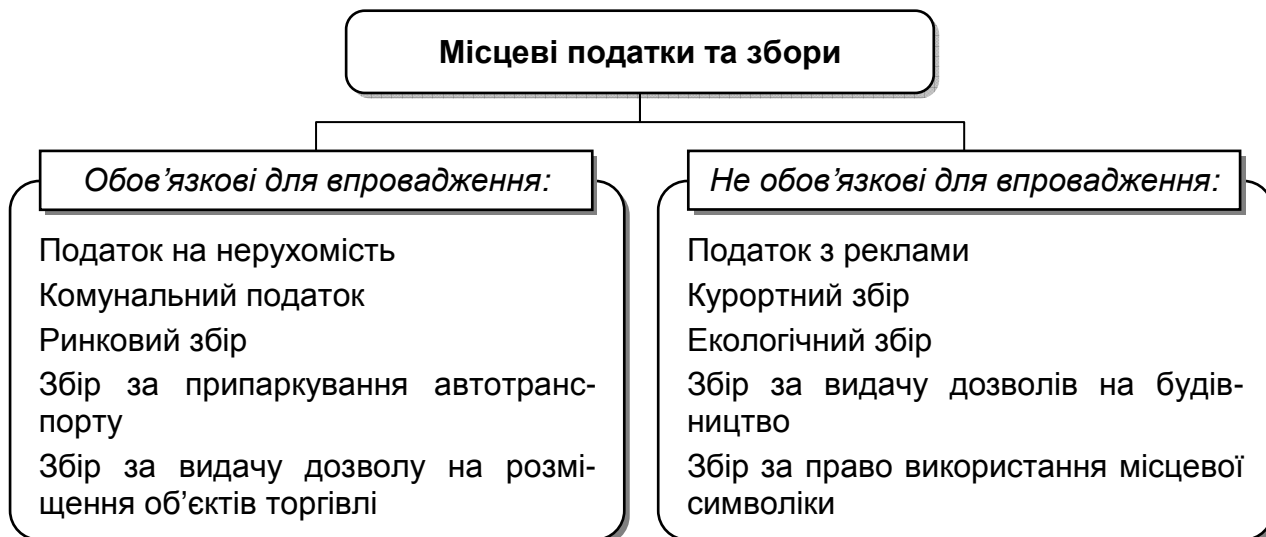 Місцеві податки та збори
Обов’язкові для впровадження:
Податок на нерухомість
Комунальний податок
Ринковий збір
Збір за припаркування автотранс-
порту
Збір за видачу дозволу на розмі-
щення об’єктів торгівлі
Не обов’язкові для впровадження:
Податок з реклами
Курортний збір
Екологічний збір
Збір за видачу дозволів на будів-
ництво
Збір за право використання місцевої
символіки